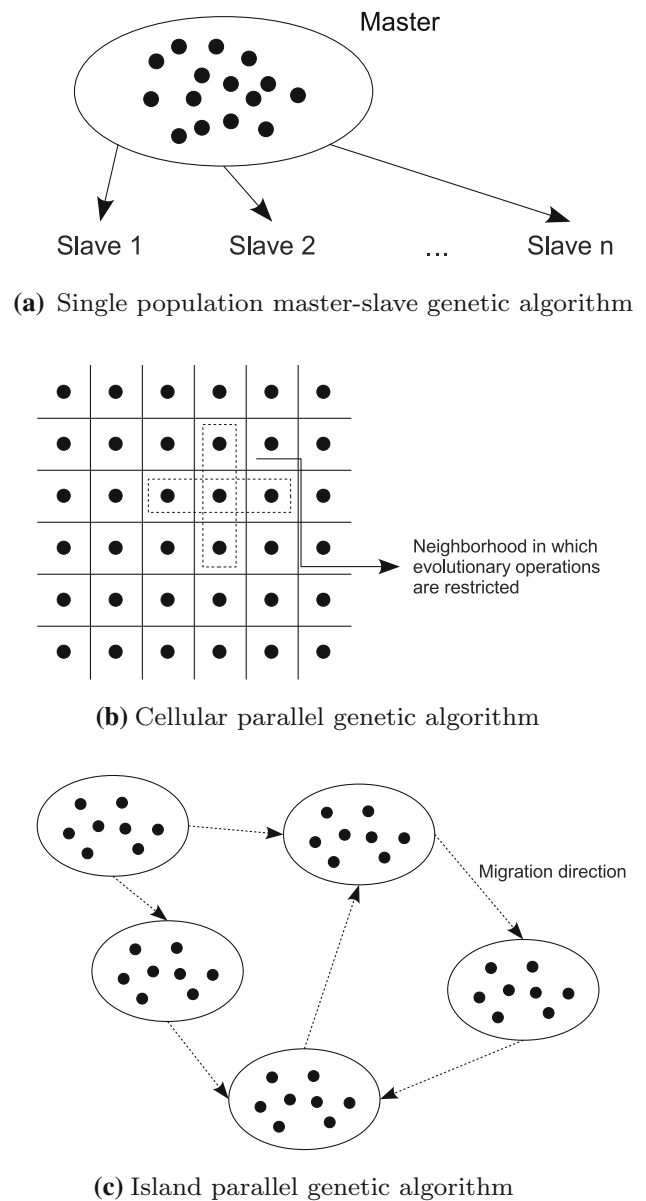 Master
Slave 1 Slave 2 ... Slave n
(a) Single population master-slave genetic algorithm
Neighborhood in which
evolutionary operations
are restricted
(b) Cellular parallel genetic algorithm
Migration direction
(c) Island parallel genetic algorithm